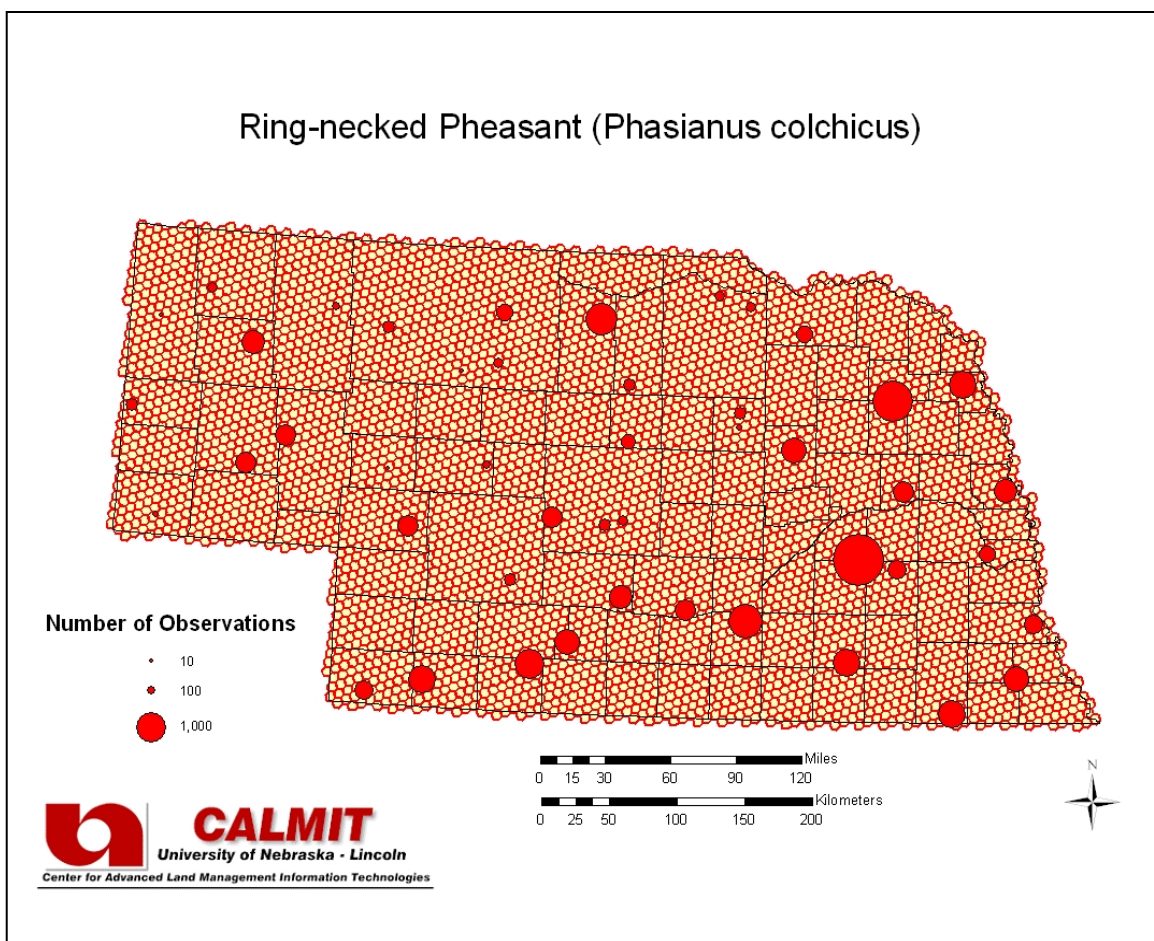 Ring-necked Pheasant (Phasianus colchicus)
Number of Observations
10
100
1,000
Miles
0 15 30 60 90 120
Kilometers
0 25 50 100 150 200
N
CALMIT
University of Nebraska - Lincoln
Center for Advanced Land Management Information Technologies